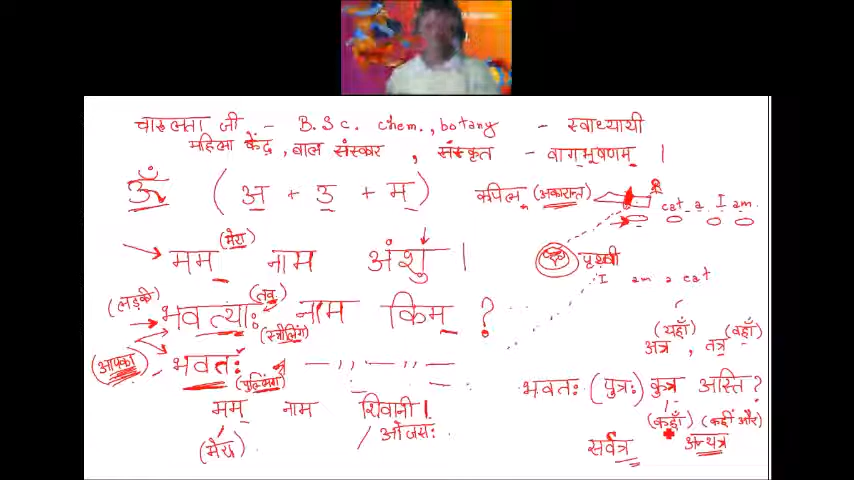 चारूलता जी - B.Sc. chem., botany - स्वाध्यायी
महिला केंद्र, बाल संस्कार, संस्कृत - वाग्भूषणम् ।
ॐ (अ + उ + म्) कपिल (अकारान्त)
cat a I am.
(मेरा)
मम नाम अंशु । पृथ्वी
I am a cat
(लड़के) (तव)
भवत्याः नाम किम् ?
(स्त्रीलिंग) (यहाँ) (वहाँ)
अत्र , तत्र
(आपका) भवतः — ,, — ,, —
(पुल्लिंग) भवतः (पुत्रः) कुत्र अस्ति ?
मम् नाम शिवानी । (कहाँ) (कहीं और)
(मेरा) / ओजसः सर्वत्र अन्यत्र